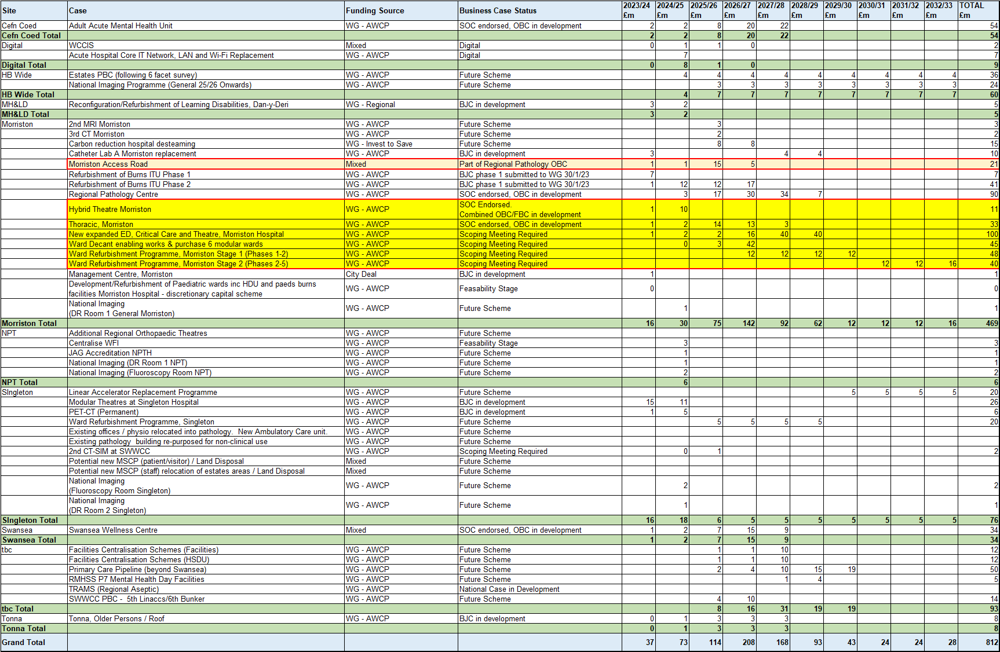 Site Case Funding Source Business Case Status 2023/24 £m 2024/25 £m 2025/26 £m 2026/27 £m 2027/28 £m 2028/29 £m 2029/30 £m 2030/31 £m 2031/32 £m 2032/33 £m TOTAL £m
Cefn Coed Adult Acute Mental Health Unit WG - AWCP SOC endorsed, OBC in development 2 2 8 20 22 54
Cefn Coed Total 2 2 8 20 22 54
Digital WCCIS Mixed Digital 0 1 1 0 2
Acute Hospital Core IT Network, LAN and Wi-Fi Replacement WG - AWCP Digital 7 7
Digital Total 0 8 1 0 9
HB Wide Estates PBC (following 6 facet survey) WG - AWCP Future Scheme 4 4 4 4 4 4 4 4 4 36
National Imaging Programme (General 25/26 Onwards) WG - AWCP Future Scheme 3 3 3 3 3 3 3 3 24
HB Wide Total 4 7 7 7 7 7 7 7 7 60
MH&LD Reconfiguration/Refurbishment of Learning Disabilities, Dan-y-Deri WG - Regional BJC in development 3 2 5
MH&LD Total 3 2 5
Morriston 2nd MRI Morriston WG - AWCP Future Scheme 3 3
3rd CT Morriston WG - AWCP Future Scheme 2 2
Carbon reduction hospital desteaming WG - Invest to Save Future Scheme 8 8 15
Catheter Lab A Morriston replacement WG - AWCP BJC in development 3 4 4 10
Morriston Access Road Mixed Part of Regional Pathology OBC 1 1 15 5 21
Refurbishment of Burns ITU Phase 1 WG - AWCP BJC phase 1 submitted to WG 30/1/23 7 7
Refurbishment of Burns ITU Phase 2 WG - AWCP BJC phase 1 submitted to WG 30/1/23 1 12 12 17 41
Regional Pathology Centre WG - AWCP SOC endorsed, OBC in development 3 17 30 34 7 90
Hybrid Theatre Morriston WG - AWCP SOC Endorsed. 1 10 11
Combined OBC/FBC in development
Thoracic, Morriston WG - AWCP SOC endorsed, OBC in development 1 2 14 13 3 33
New expanded ED, Critical Care and Theatre, Morriston Hospital WG - AWCP Scoping Meeting Required 1 2 2 16 40 40 100
Ward Decant enabling works & purchase 6 modular wards WG - AWCP Scoping Meeting Required 0 3 42 45
Ward Refurbishment Programme, Morriston Stage 1 (Phases 1-2) WG - AWCP Scoping Meeting Required 12 12 12 12 48
Ward Refurbishment Programme, Morriston Stage 2 (Phases 2-5) WG - AWCP Scoping Meeting Required 12 12 16 40
Management Centre, Morriston City Deal BJC in development 1 1
Development/Refurbishment of Paediatric wards inc HDU and paeds burns
facilities Morriston Hospital - discretionary capital scheme WG - AWCP Feasability Stage 0 0
National Imaging
(DR Room 1 General Morriston) WG - AWCP Future Scheme 1 1
Morriston Total 16 30 75 142 92 62 12 12 12 16 469
NPT Additional Regional Orthopaedic Theatres WG - AWCP Future Scheme
Centralise WFI WG - AWCP Feasability Stage 3 3
JAG Accreditation NPTH WG - AWCP Future Scheme 1 1
National Imaging (DR Room 1 NPT) WG - AWCP Future Scheme 1 1
National Imaging (Fluoroscopy Room NPT) WG - AWCP Future Scheme 2 2
NPT Total 6 6
SIngleton Linear Accelerator Replacement Programme WG - AWCP Future Scheme 5 5 5 5 20
Modular Theatres at Singleton Hospital WG - AWCP BJC in development 15 11 26
PET-CT (Permanent) WG - AWCP BJC in development 1 5 6
Ward Refurbishment Programme, Singleton WG - AWCP Future Scheme 5 5 5 5 20
Existing offices / physio relocated into pathology. New Ambulatory Care unit. WG - AWCP Future Scheme
Existing pathology building re-purposed for non-clinical use WG - AWCP Future Scheme
2nd CT-SIM at SWWCC WG - AWCP Scoping Meeting Required 0 1 2
Potential new MSCP (patient/visitor) / Land Disposal Mixed Future Scheme
Potential new MSCP (staff) relocation of estates areas / Land Disposal Mixed Future Scheme
National Imaging
(Fluoroscopy Room Singleton) WG - AWCP Future Scheme 2 2
National Imaging
(DR Room 2 Singleton) WG - AWCP Future Scheme 1 1
SIngleton Total 16 18 6 5 5 5 5 5 5 5 76
Swansea Swansea Wellness Centre Mixed SOC endorsed, OBC in development 1 2 7 15 9 34
Swansea Total 1 2 7 15 9 34
tbc Facilities Centralisation Schemes (Facilities) WG - AWCP Future Scheme 1 1 10 12
Facilities Centralisation Schemes (HSDU) WG - AWCP Future Scheme 1 1 10 12
Primary Care Pipeline (beyond Swansea) WG - AWCP Future Scheme 2 4 10 15 19 50
RMHSS P7 Mental Health Day Facilities WG - AWCP Future Scheme 1 4 5
TRAMS (Regional Aseptic) WG - AWCP National Case in Development
SWWCC PBC - 5th Linaccs/6th Bunker WG - AWCP Future Scheme 4 10 14
tbc Total 8 16 31 19 19 93
Tonna Tonna, Older Persons / Roof WG - AWCP BJC in development 0 1 3 3 3 8
Tonna Total 0 1 3 3 3 8
Grand Total 37 73 114 208 168 93 43 24 24 28 812